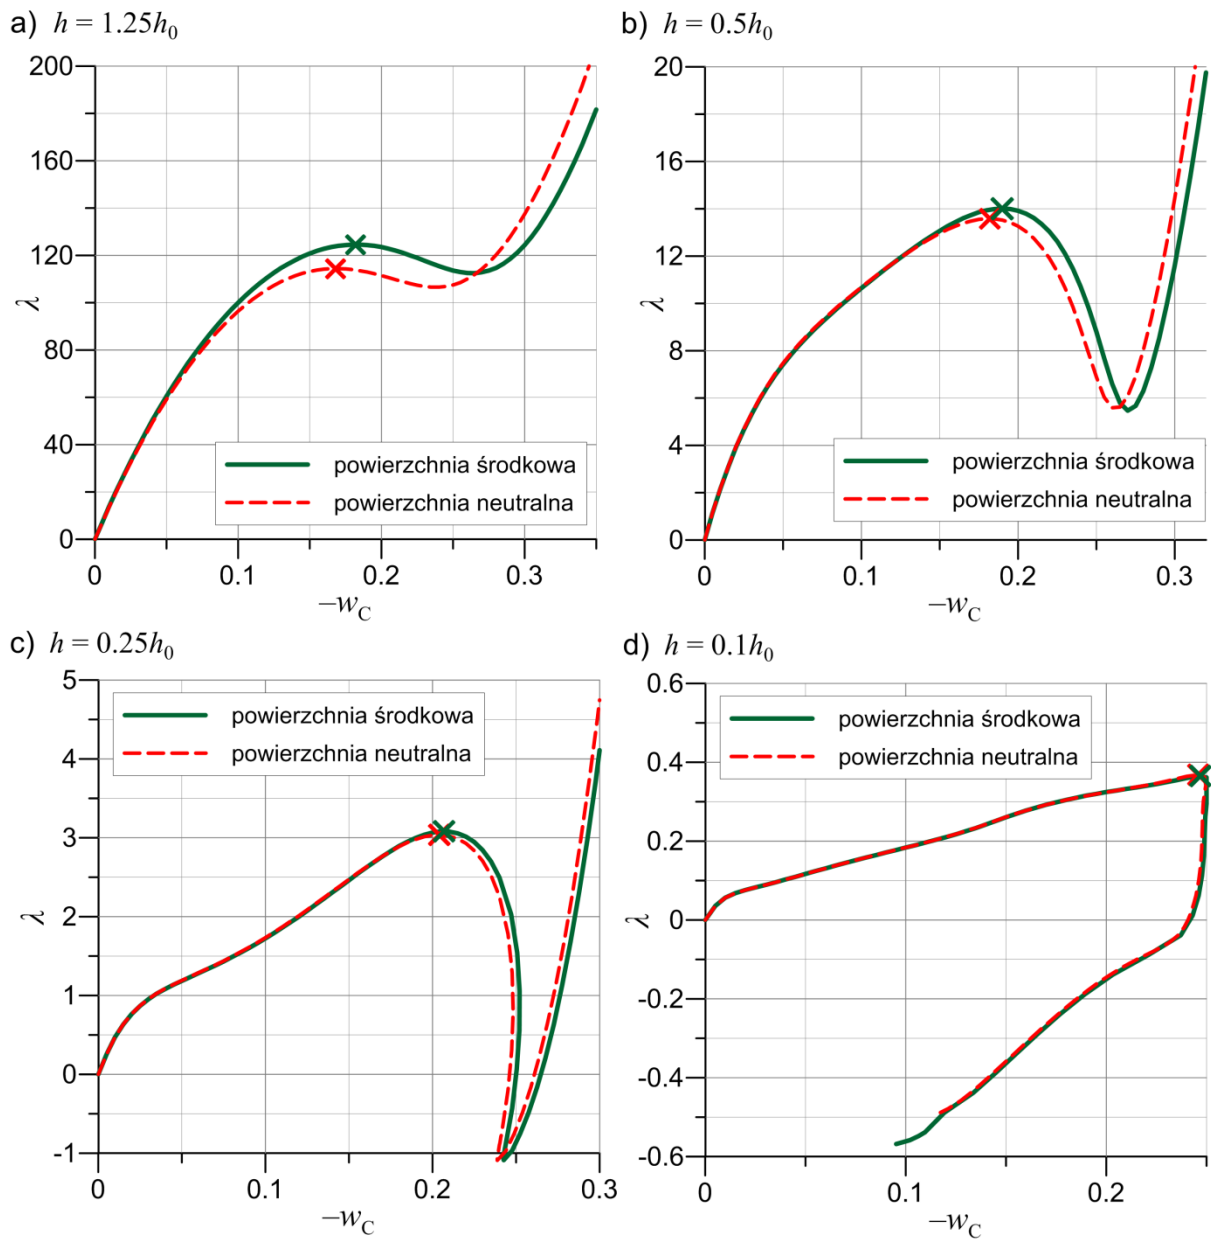 a) h = 1.25h₀
200
160
120
80
40
0
λ
0
0.1
0.2
0.3
−w_C
powierzchnia środkowa
powierzchnia neutralna
b) h = 0.5h₀
20
16
12
8
4
0
λ
0
0.1
0.2
0.3
−w_C
powierzchnia środkowa
powierzchnia neutralna
c) h = 0.25h₀
5
4
3
2
1
0
-1
λ
0
0.1
0.2
0.3
−w_C
powierzchnia środkowa
powierzchnia neutralna
d) h = 0.1h₀
0.6
0.4
0.2
0
-0.2
-0.4
-0.6
λ
0
0.1
0.2
−w_C
powierzchnia środkowa
powierzchnia neutralna